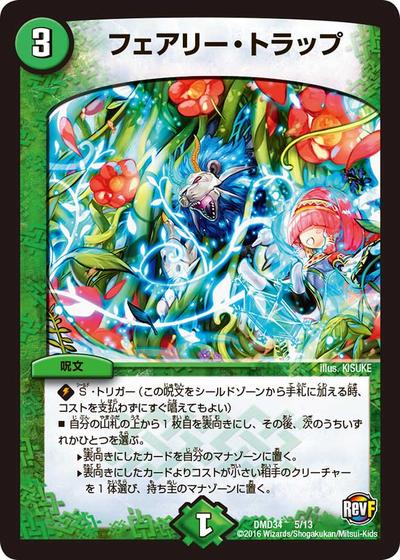 3
フェアリー・トラップ
illus. KISUKE
呪文
S・トリガー(この呪文をシールドゾーンから手札に加える時、
コストを支払わずにすぐ唱えてもよい)
■ 自分の山札の上から1枚目を表向きにし、その後、次のうちいず
れかひとつを選ぶ。
▶表向きにしたカードを自分のマナゾーンに置く。
▶表向きにしたカードよりコストが小さい相手のクリーチャー
を1体選び、持ち主のマナゾーンに置く。
RevF
1
DMD34 5/13
©2016 Wizards/Shogakukan/Mitsui-Kids